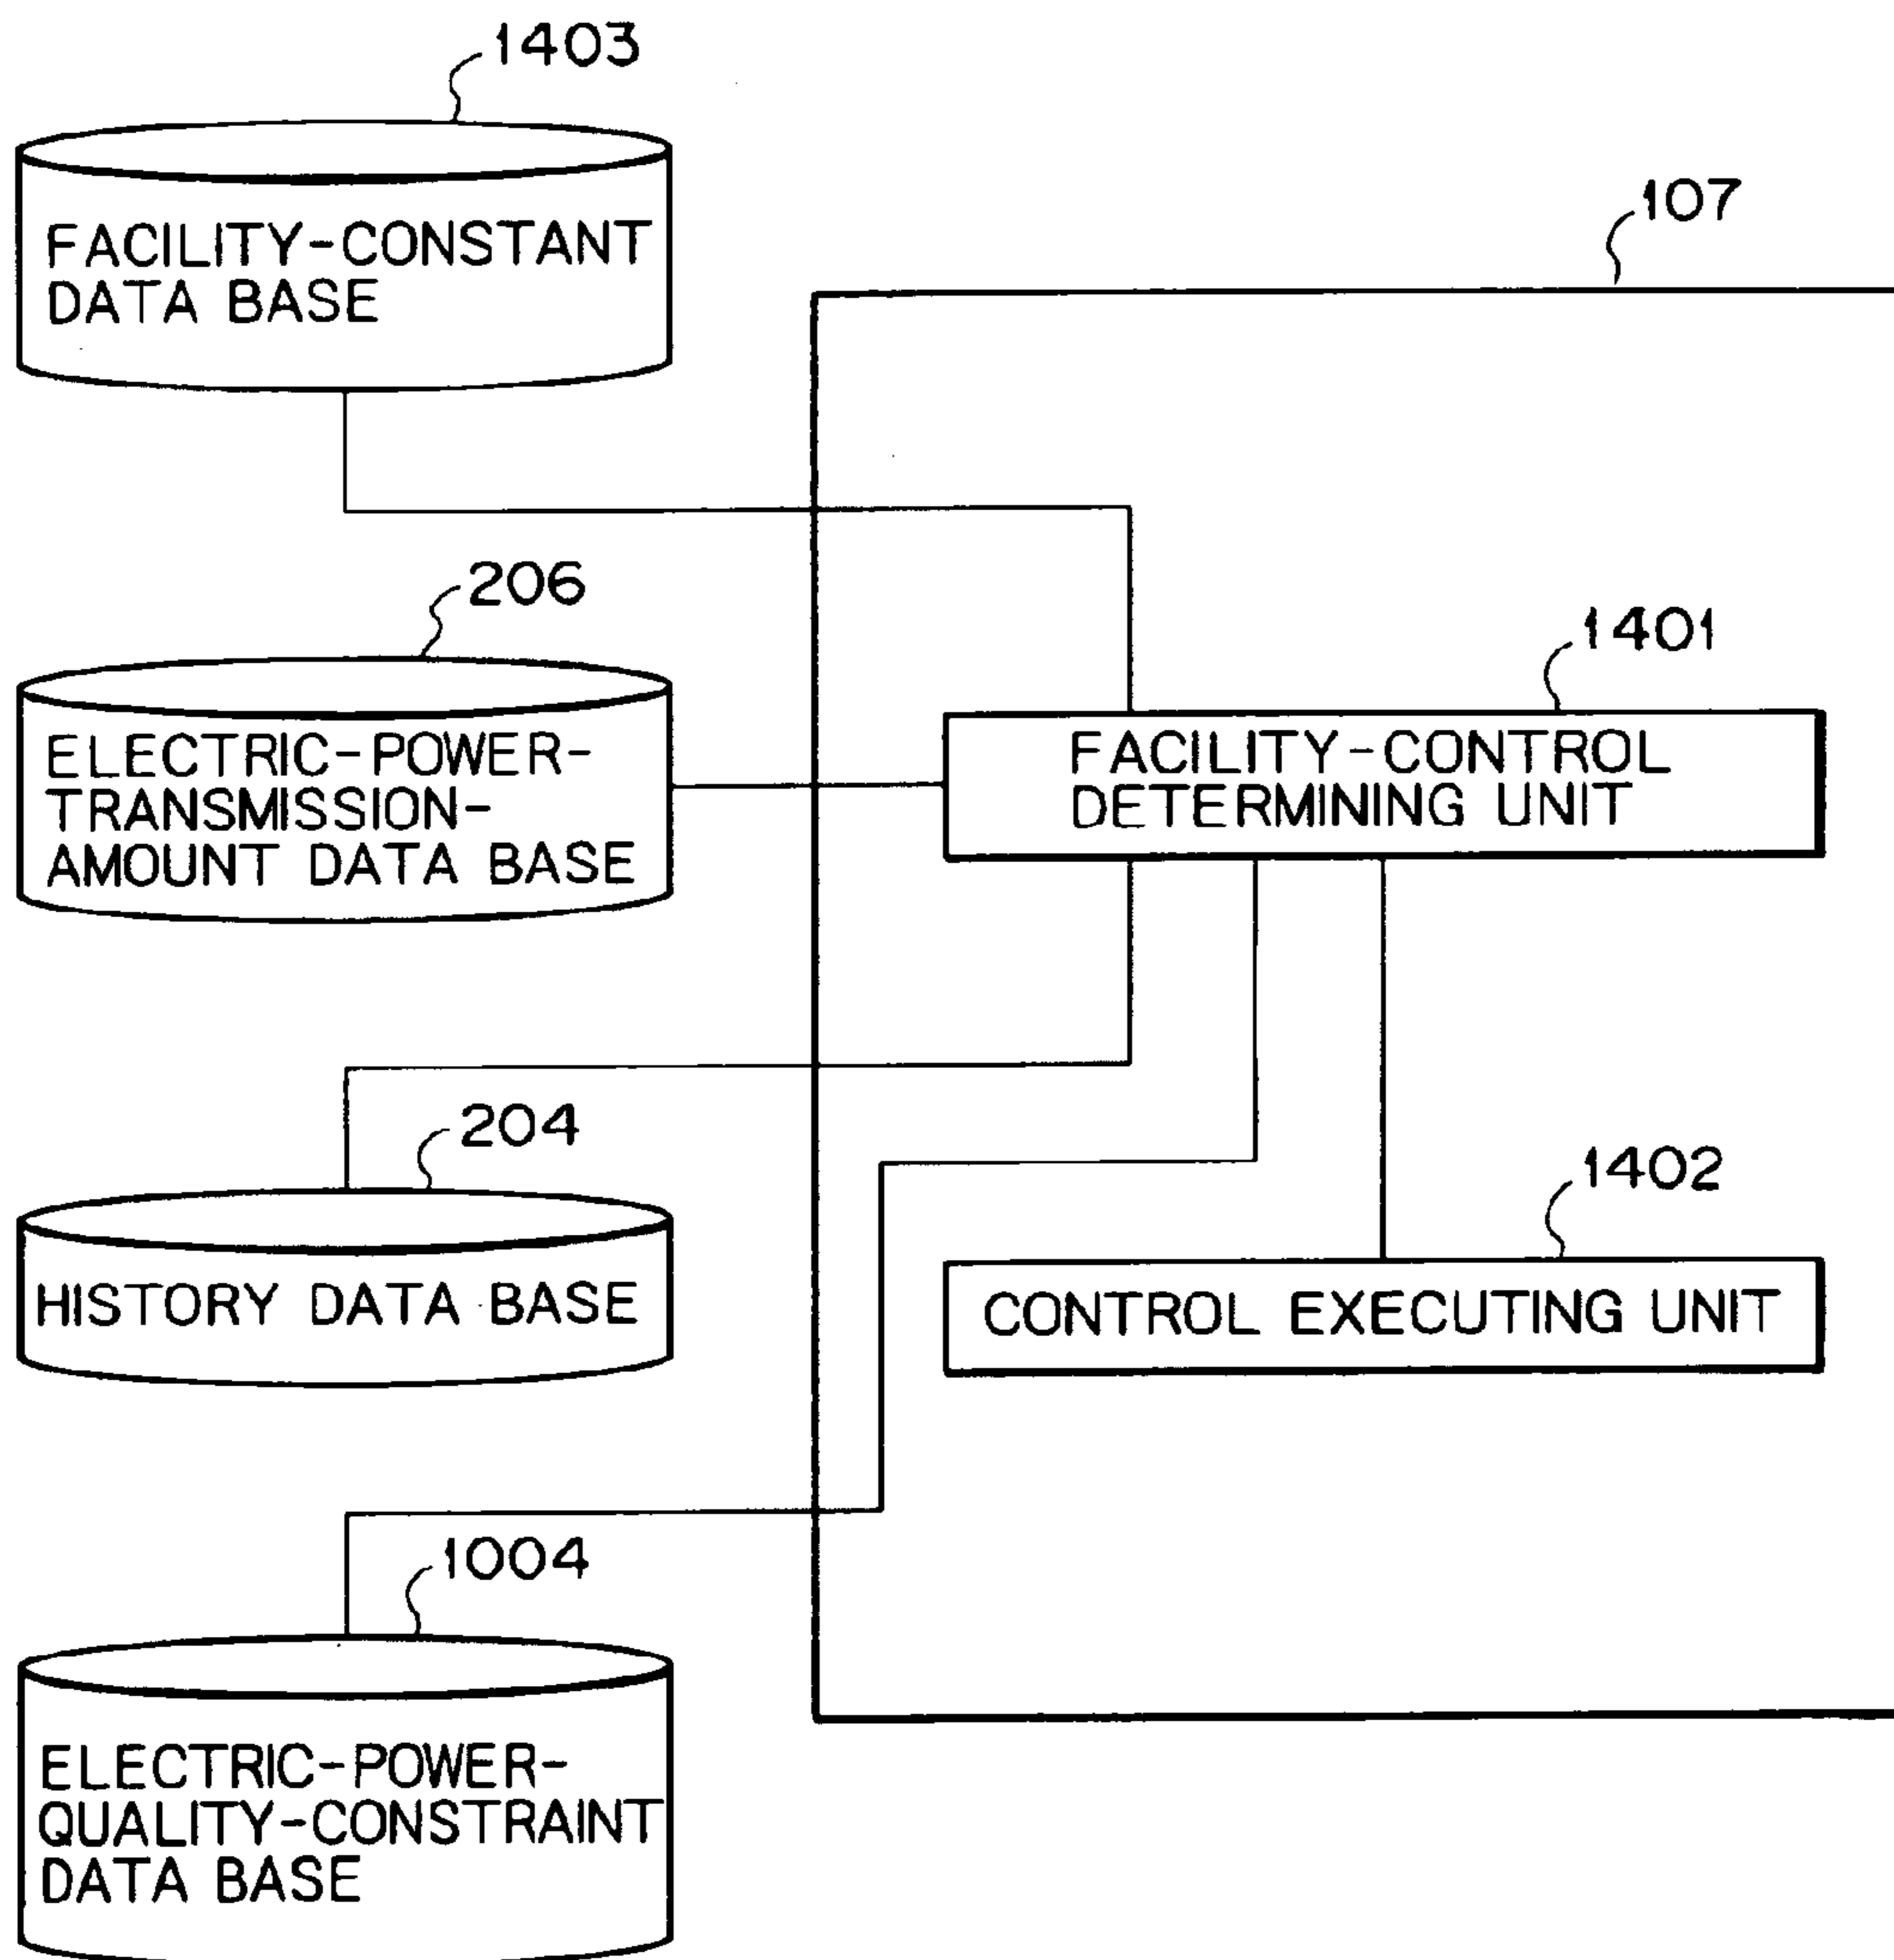 1403
FACILITY-CONSTANT
DATA BASE
107
206
ELECTRIC-POWER-
TRANSMISSION-
AMOUNT DATA BASE
1401
FACILITY-CONTROL
DETERMINING UNIT
204
HISTORY DATA BASE
1402
CONTROL EXECUTING UNIT
1004
ELECTRIC-POWER-
QUALITY-CONSTRAINT
DATA BASE